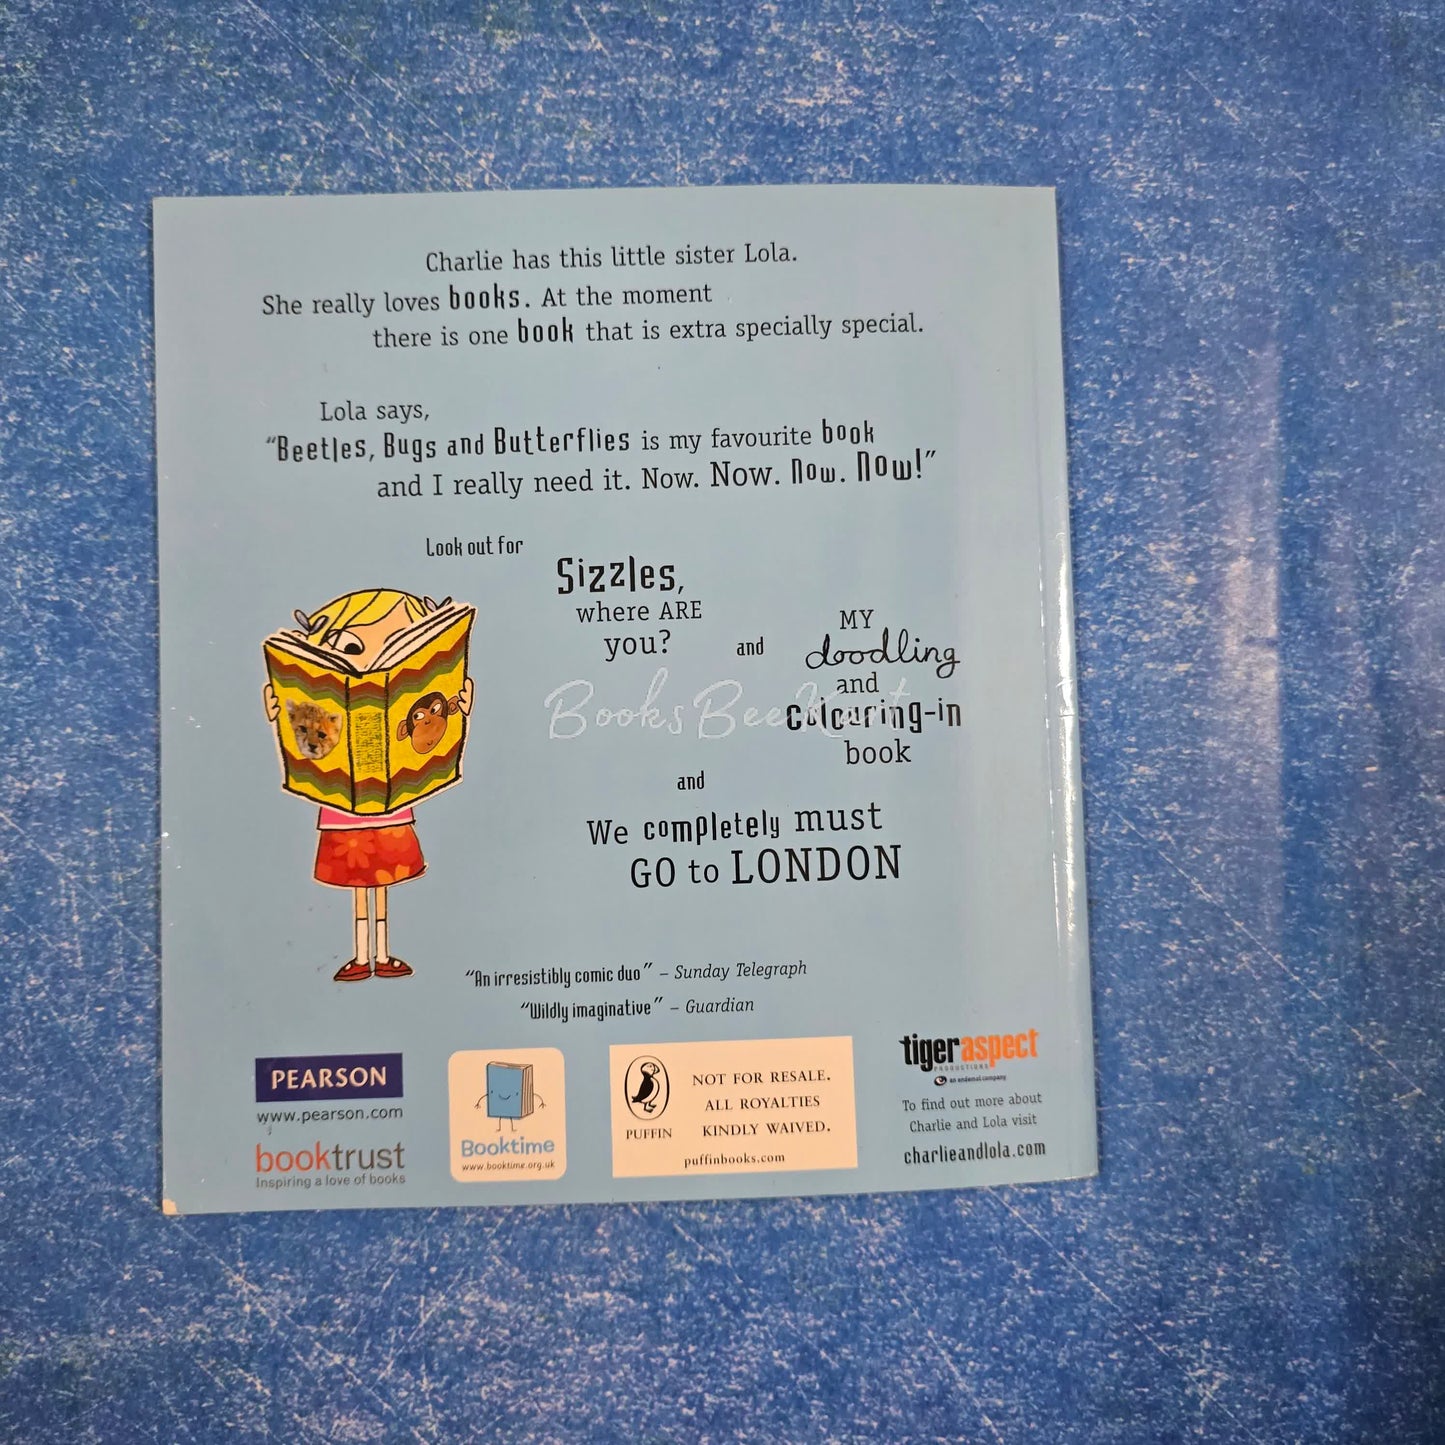 Charlie has this little sister Lola.
She really loves books. At the moment
there is one book that is extra specially special.
Lola says,
“Beetles, Bugs and Butterflies is my favourite book
and I really need it. Now. Now. Now. Now!”
Look out for
Sizzles,
where ARE
you?
and
MY
doodling
and
colouring-in
book
BooksBeeKart
and
We completely must
GO to LONDON
“An irresistibly comic duo” – Sunday Telegraph
“Wildly imaginative” – Guardian
PEARSON
www.pearson.com
booktrust
Inspiring a love of books
Booktime
www.booktime.org.uk
PUFFIN
NOT FOR RESALE.
ALL ROYALTIES
KINDLY WAIVED.
puffinbooks.com
tigeraspect
PRODUCTIONS
an endemol company
To find out more about
Charlie and Lola visit
charlieandlola.com